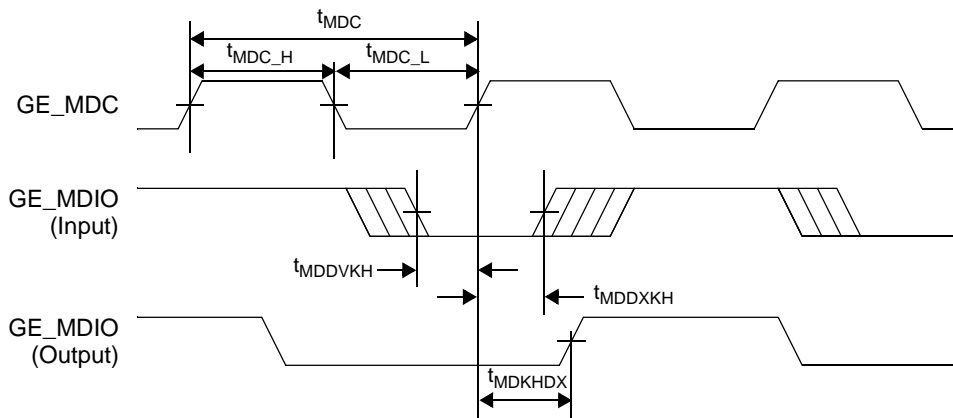 tMDC
tMDC_H
tMDC_L
GE_MDC
GE_MDIO
(Input)
tMDDVKH
tMDDXKH
GE_MDIO
(Output)
tMDKHDX